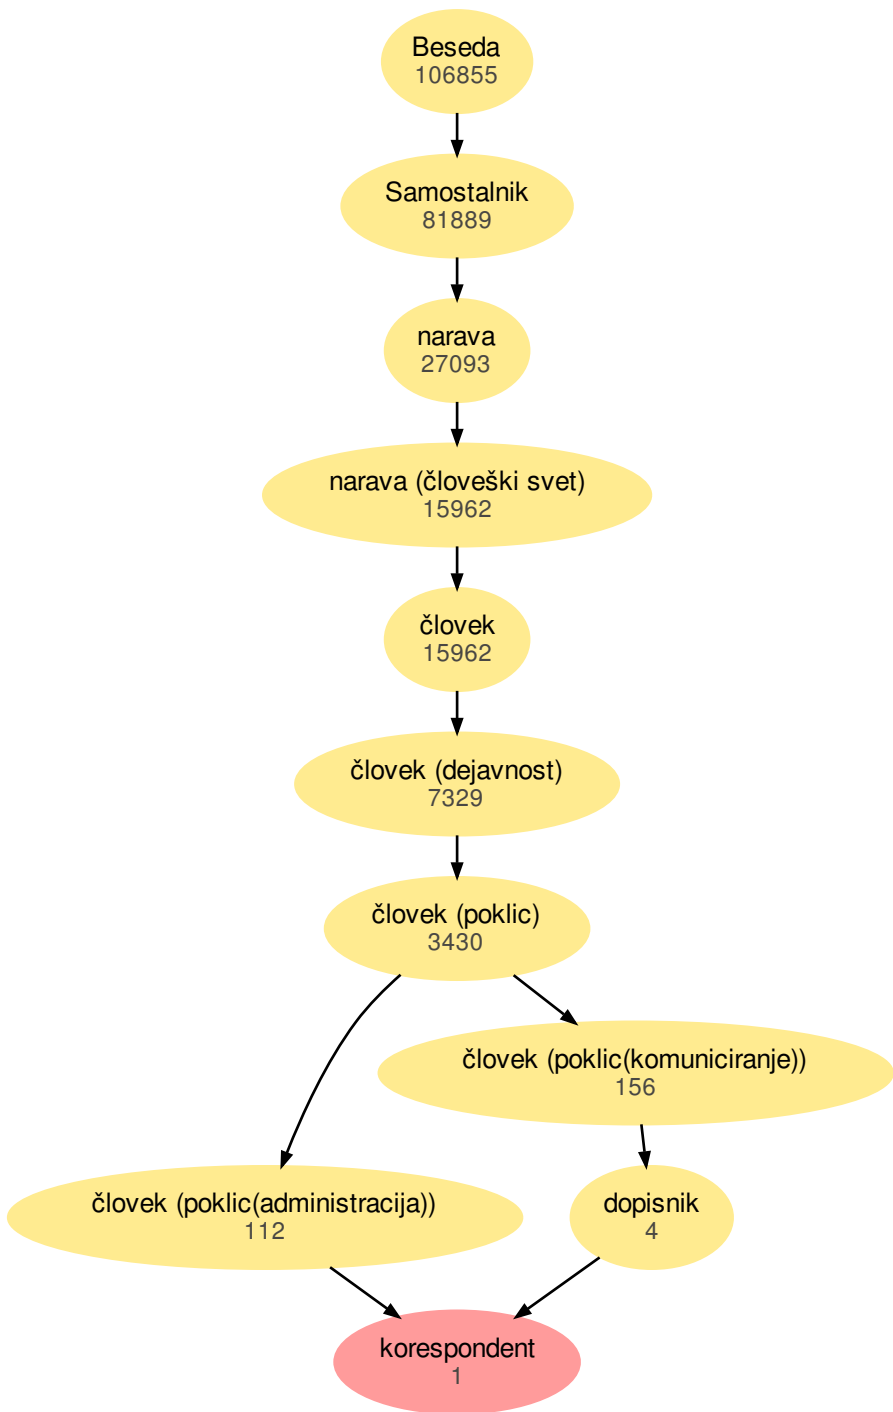 Beseda
106855
Samostalnik
81889
narava
27093
narava (človeški svet)
15962
človek
15962
človek (dejavnost)
7329
človek (poklic)
3430
človek (poklic(komuniciranje))
156
človek (poklic(administracija))
112
dopisnik
4
korespondent
1